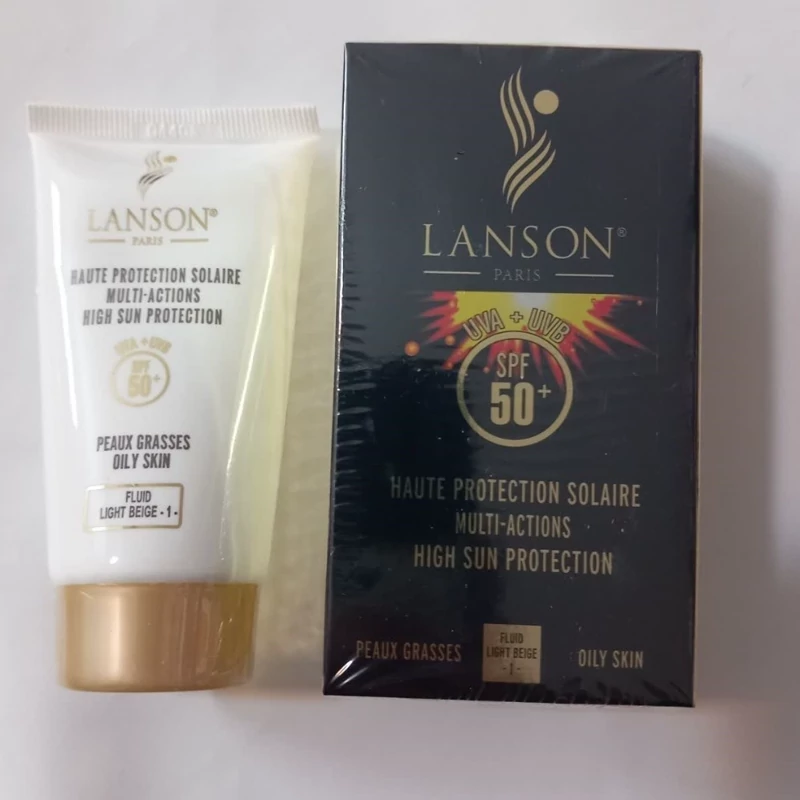 LANSON®
PARIS
HAUTE PROTECTION SOLAIRE
MULTI-ACTIONS
HIGH SUN PROTECTION
UVA + UVB
SPF
50+
PEAUX GRASSES
OILY SKIN
FLUID
LIGHT BEIGE - 1 -
LANSON®
PARIS
UVA + UVB
SPF
50+
HAUTE PROTECTION SOLAIRE
MULTI-ACTIONS
HIGH SUN PROTECTION
PEAUX GRASSES
FLUID
LIGHT BEIGE
- 1 -
OILY SKIN